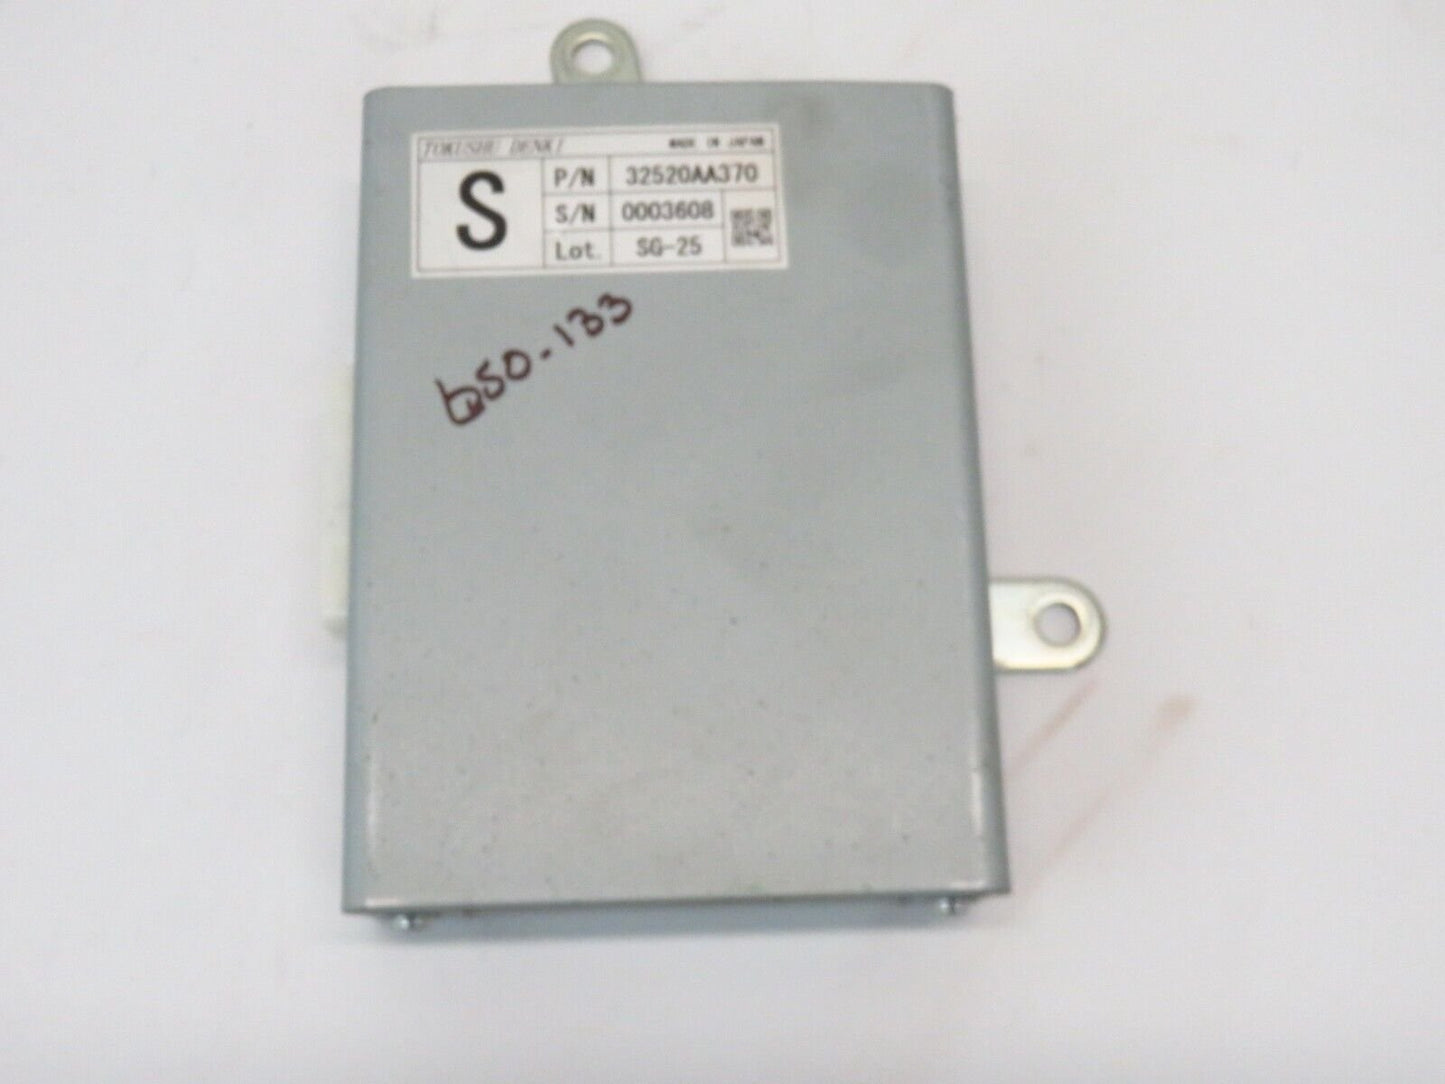 TOKUSHU DENKI MADE IN JAPAN
S
P/N 32520AA370
S/N 0003608
Lot. SG-25
650-133